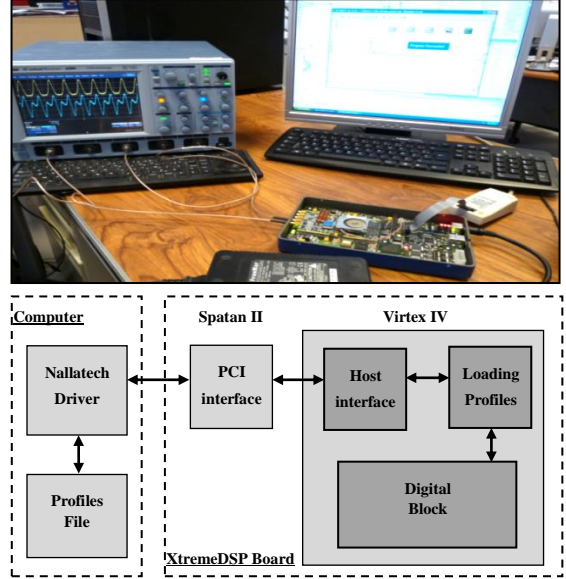 Computer
Spatan II
Virtex IV
Nallatech
Driver
PCI
interface
Host
interface
Loading
Profiles
Profiles
File
Digital
Block
XtremeDSP Board